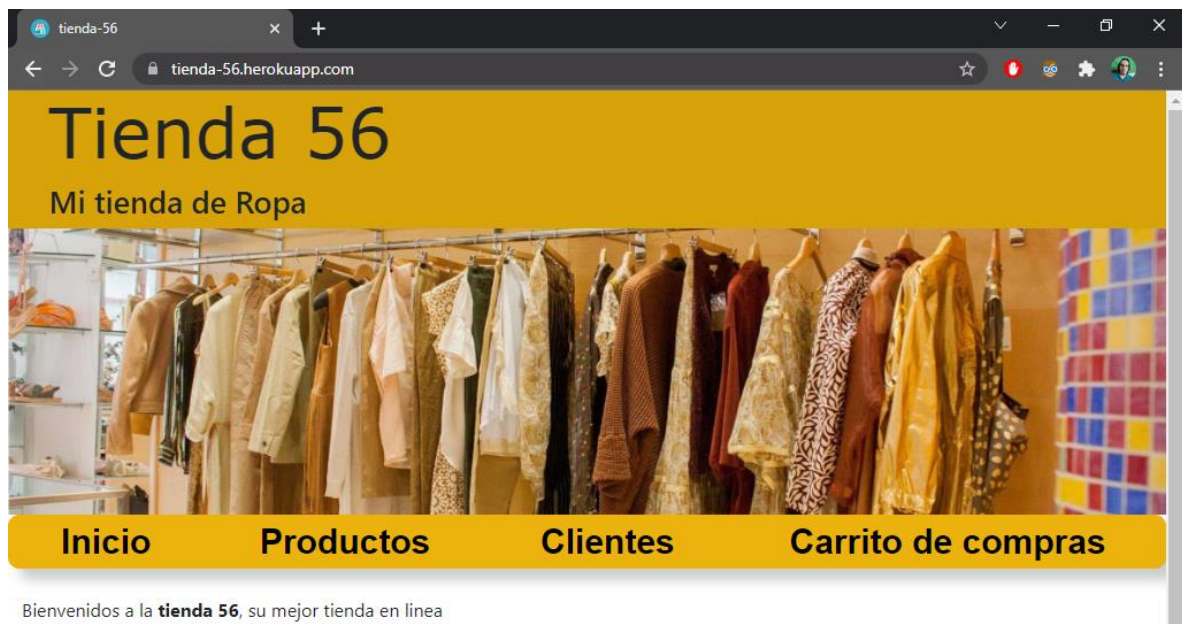 tienda-56
tienda-56.herokuapp.com
Tienda 56
Mi tienda de Ropa
Inicio Productos Clientes Carrito de compras
Bienvenidos a la tienda 56, su mejor tienda en linea